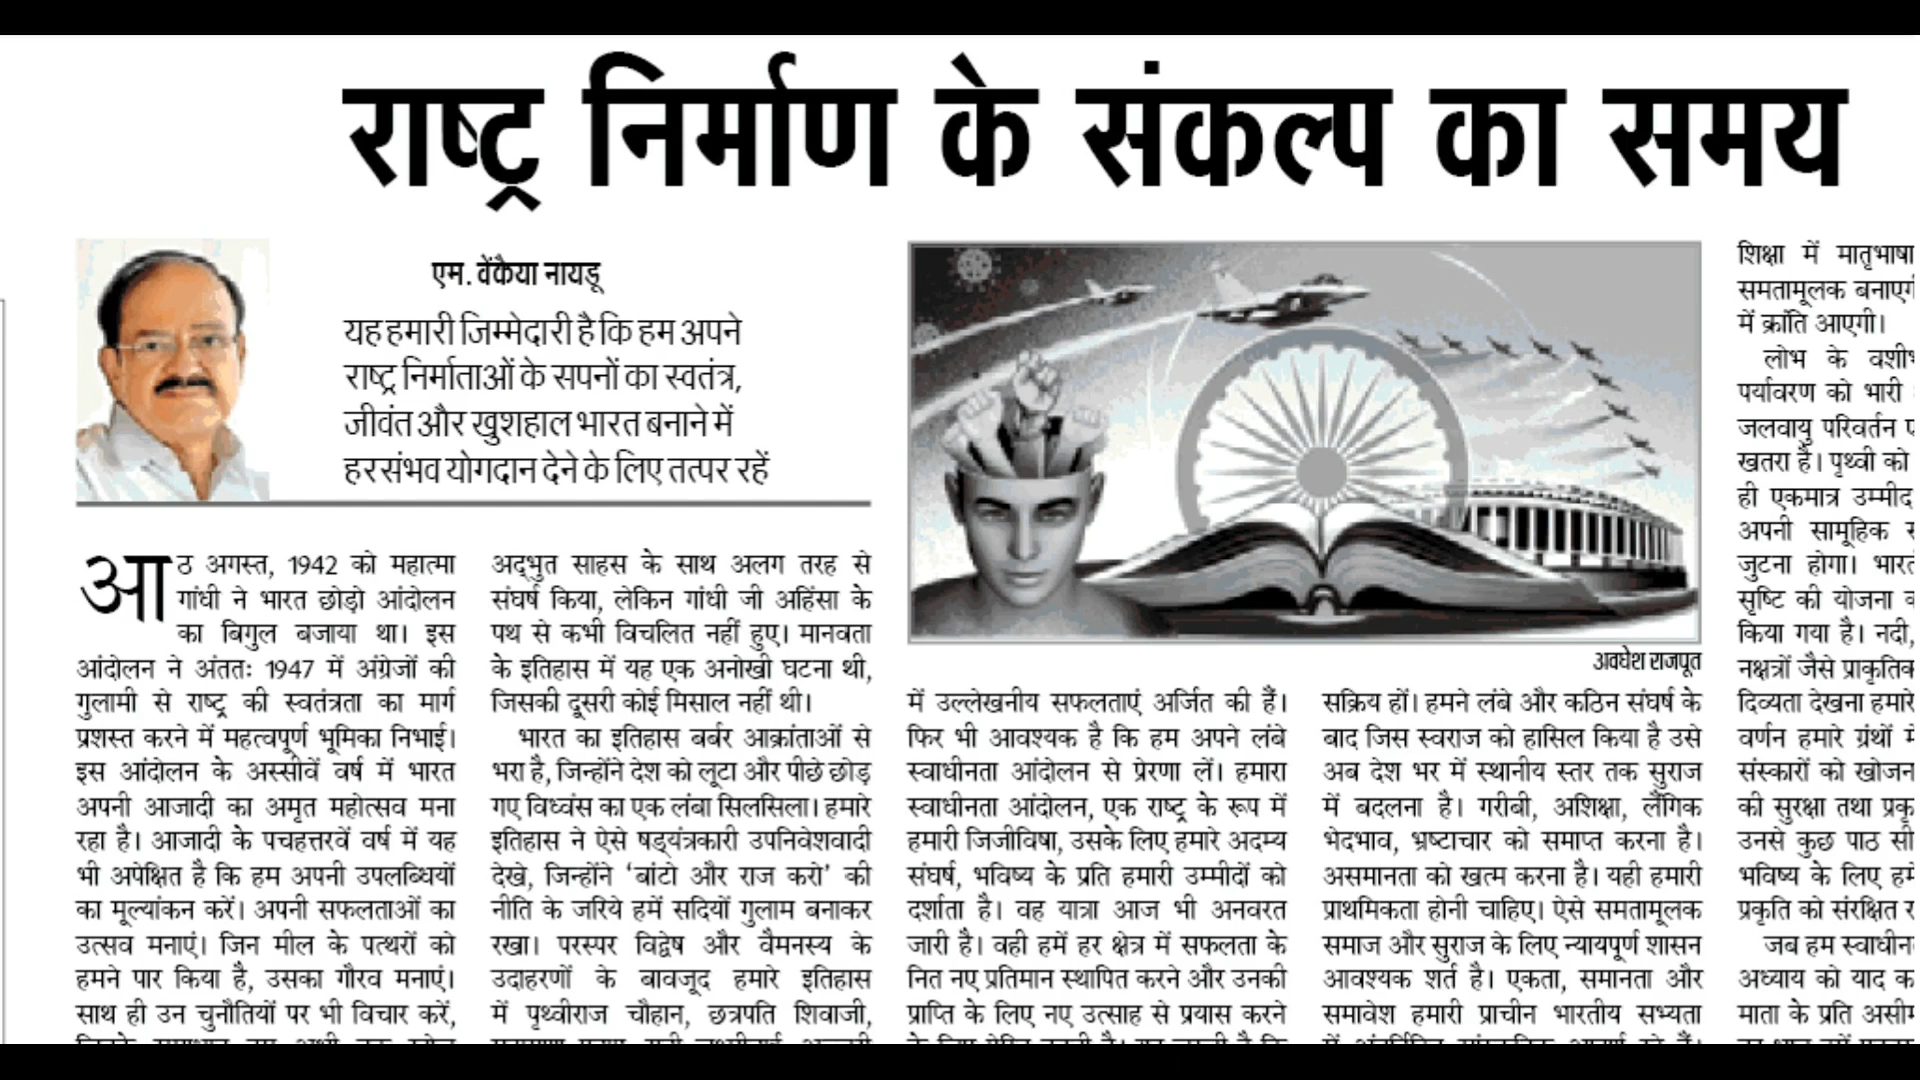 राष्ट्र निर्माण के संकल्प का समय
एम. वेंकैया नायडू
यह हमारी जिम्मेदारी है कि हम अपने
राष्ट्र निर्माताओं के सपनों का स्वतंत्र,
जीवंत और खुशहाल भारत बनाने में
हरसंभव योगदान देने के लिए तत्पर रहें
आठ अगस्त, 1942 को महात्मा
गांधी ने भारत छोड़ो आंदोलन
का बिगुल बजाया था। इस
आंदोलन ने अंततः 1947 में अंग्रेजों की
गुलामी से राष्ट्र की स्वतंत्रता का मार्ग
प्रशस्त करने में महत्वपूर्ण भूमिका निभाई।
इस आंदोलन के अस्सीवें वर्ष में भारत
अपनी आजादी का अमृत महोत्सव मना
रहा है। आजादी के पचहत्तरवें वर्ष में यह
भी अपेक्षित है कि हम अपनी उपलब्धियों
का मूल्यांकन करें। अपनी सफलताओं का
उत्सव मनाएं। जिन मील के पत्थरों को
हमने पार किया है, उसका गौरव मनाएं।
साथ ही उन चुनौतियों पर भी विचार करें,
अद्भुत साहस के साथ अलग तरह से
संघर्ष किया, लेकिन गांधी जी अहिंसा के
पथ से कभी विचलित नहीं हुए। मानवता
के इतिहास में यह एक अनोखी घटना थी,
जिसकी दूसरी कोई मिसाल नहीं थी।
भारत का इतिहास बर्बर आक्रांताओं से
भरा है, जिन्होंने देश को लूटा और पीछे छोड़
गए विध्वंस का एक लंबा सिलसिला। हमारे
इतिहास ने ऐसे षड्यंत्रकारी उपनिवेशवादी
देखे, जिन्होंने ‘बांटो और राज करो’ की
नीति के जरिये हमें सदियों गुलाम बनाकर
रखा। परस्पर विद्वेष और वैमनस्य के
उदाहरणों के बावजूद हमारे इतिहास
में पृथ्वीराज चौहान, छत्रपति शिवाजी,
अवधेश राजपूत
में उल्लेखनीय सफलताएं अर्जित की हैं।
फिर भी आवश्यक है कि हम अपने लंबे
स्वाधीनता आंदोलन से प्रेरणा लें। हमारा
स्वाधीनता आंदोलन, एक राष्ट्र के रूप में
हमारी जिजीविषा, उसके लिए हमारे अदम्य
संघर्ष, भविष्य के प्रति हमारी उम्मीदों को
दर्शाता है। वह यात्रा आज भी अनवरत
जारी है। वही हमें हर क्षेत्र में सफलता के
नित नए प्रतिमान स्थापित करने और उनकी
प्राप्ति के लिए नए उत्साह से प्रयास करने
सक्रिय हों। हमने लंबे और कठिन संघर्ष के
बाद जिस स्वराज को हासिल किया है उसे
अब देश भर में स्थानीय स्तर तक सुराज
में बदलना है। गरीबी, अशिक्षा, लैंगिक
भेदभाव, भ्रष्टाचार को समाप्त करना है।
असमानता को खत्म करना है। यही हमारी
प्राथमिकता होनी चाहिए। ऐसे समतामूलक
समाज और सुराज के लिए न्यायपूर्ण शासन
आवश्यक शर्त है। एकता, समानता और
समावेश हमारी प्राचीन भारतीय सभ्यता
शिक्षा में मातृभाषा
समतामूलक
में क्रांति आएगी।
लोभ के
पर्यावरण को भारी
जलवायु परिवर्तन
खतरा है। पृथ्वी को
ही एकमात्र उम्मीद
अपनी सामूहिक
जुटना होगा।
सृष्टि की योजना
किया गया है। नदी,
नक्षत्रों जैसे
दिव्यता देखना हमारे
वर्णन हमारे ग्रंथों
संस्कारों को
की सुरक्षा तथा
उनसे कुछ पाठ
भविष्य के लिए
प्रकृति को संरक्षित
जब हम
अध्याय को याद
माता के प्रति